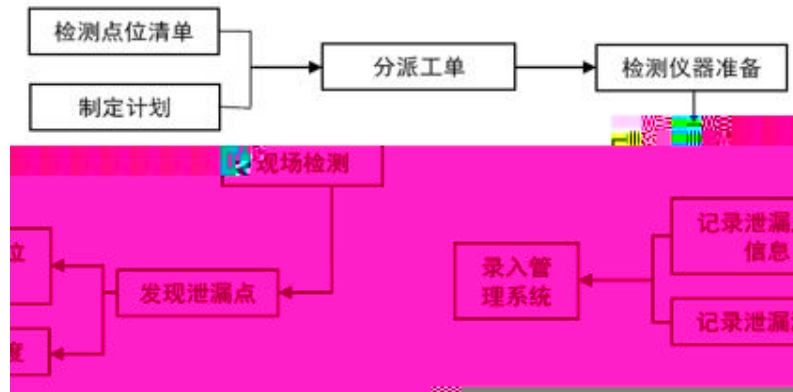 检测点位清单
分派工单
检测仪器准备
制定计划
现场检测
位
记录泄漏
信息
发现泄漏点
录入管
理系统
度
记录泄漏